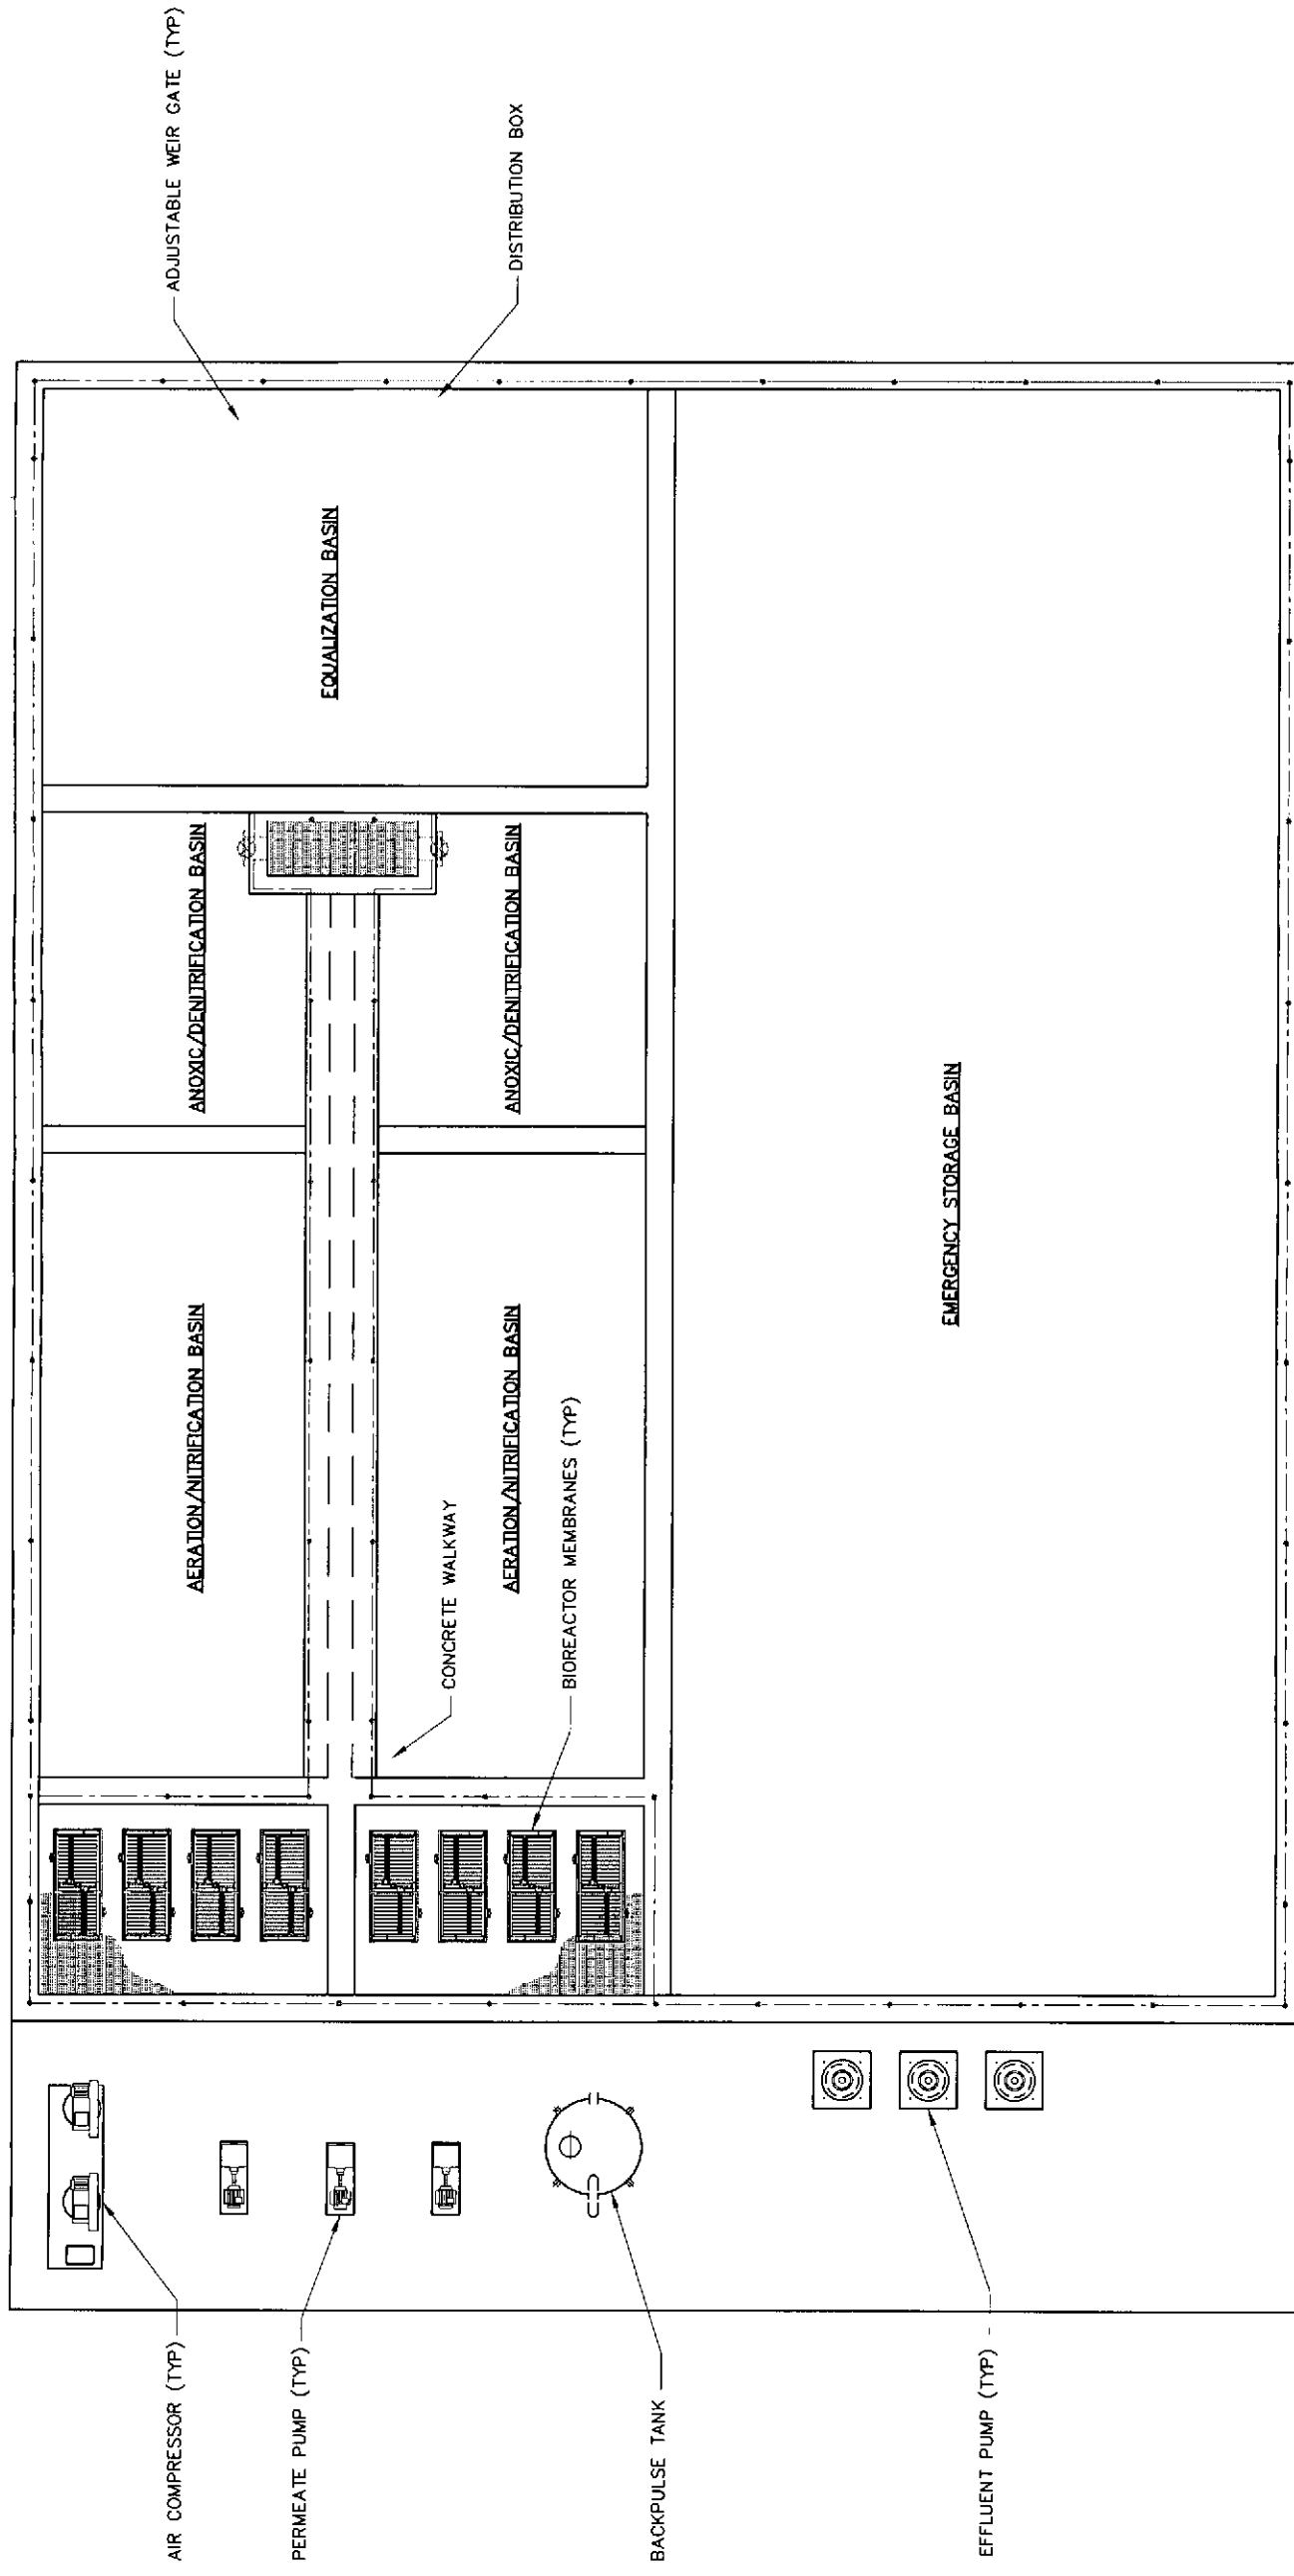 ADJUSTABLE WEIR GATE (TYP)
DISTRIBUTION BOX
EQUALIZATION BASIN
ANOXIC/DENITRIFICATION BASIN
ANOXIC/DENITRIFICATION BASIN
AERATION/NITRIFICATION BASIN
AERATION/NITRIFICATION BASIN
EMERGENCY STORAGE BASIN
CONCRETE WALKWAY
BIOREACTOR MEMBRANES (TYP)
AIR COMPRESSOR (TYP)
PERMEATE PUMP (TYP)
BACKPULSE TANK
EFFLUENT PUMP (TYP)